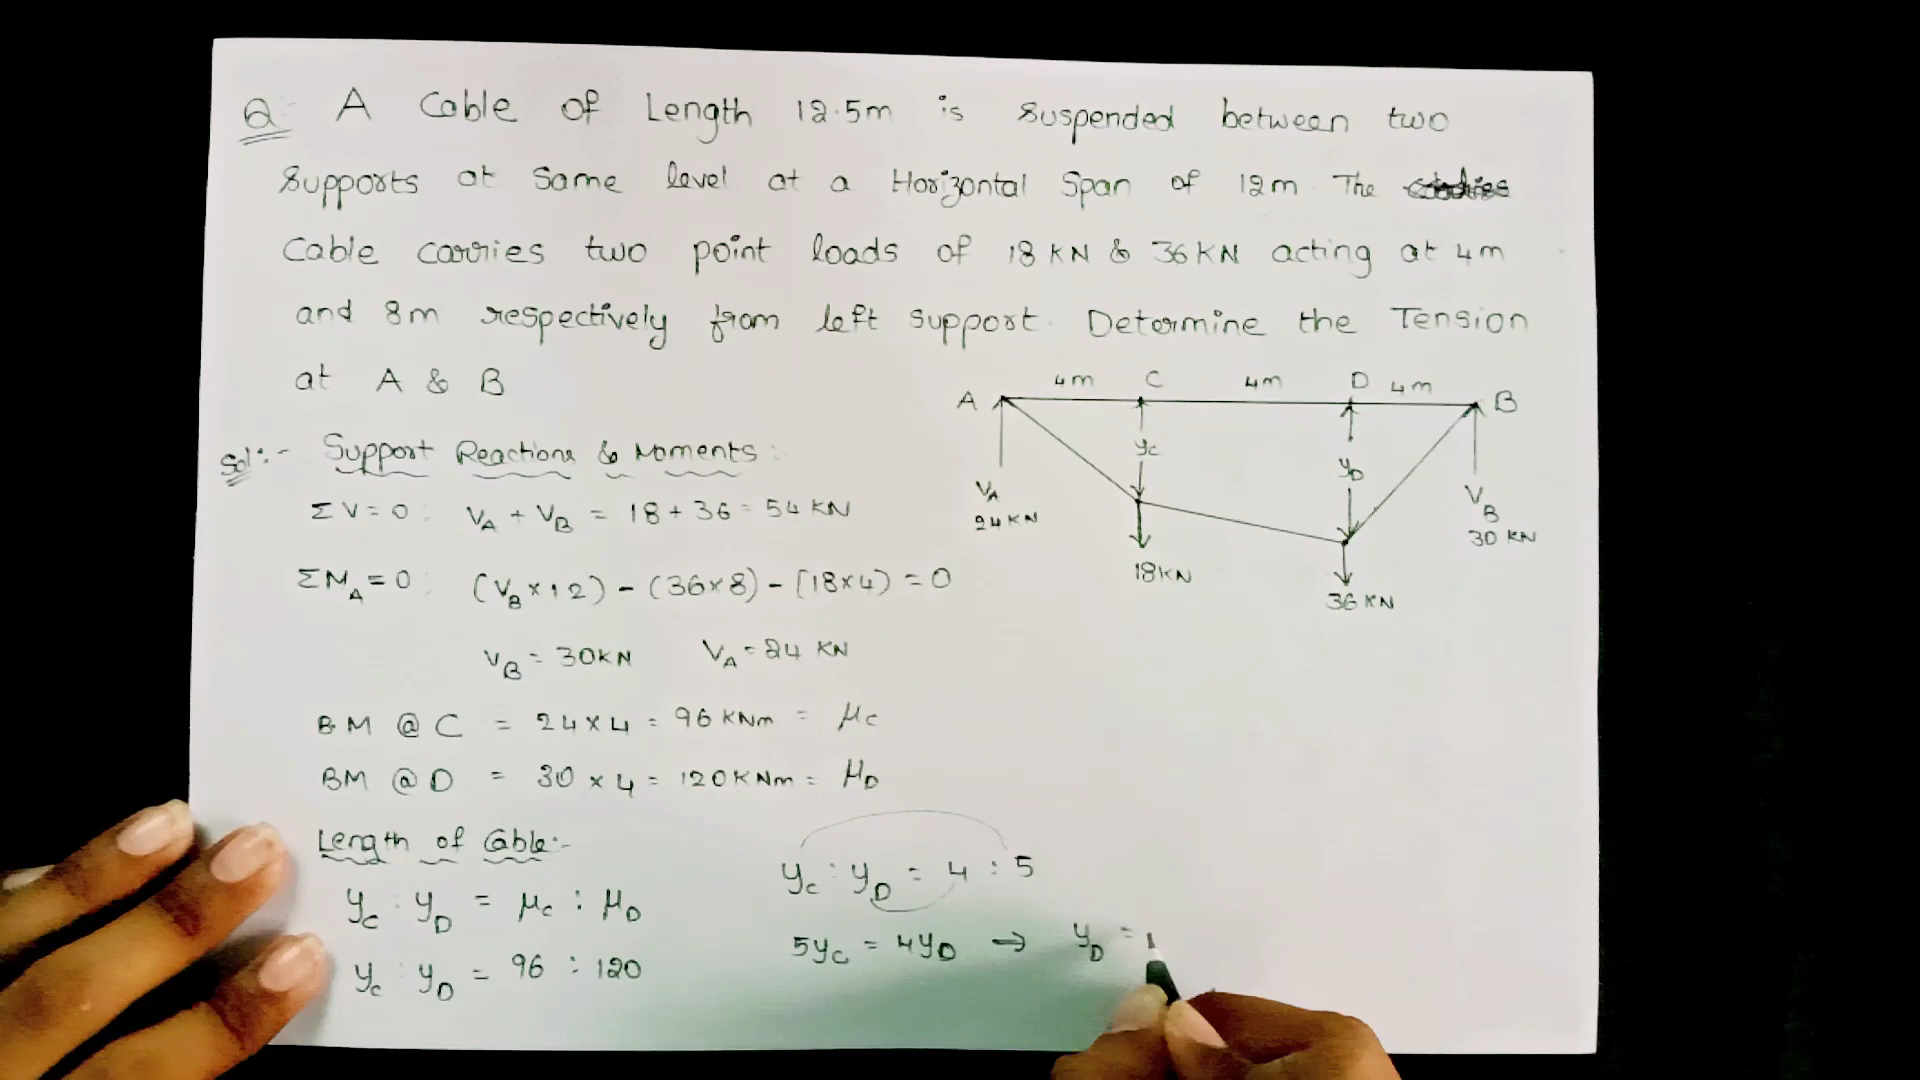 Q:- A Cable of Length 12.5m is suspended between two
supports at same level at a Horizontal Span of 12m. The
Cable carries two point loads of 18 KN & 36 KN acting at 4m
and 8m respectively from left support. Determine the Tension
at A & B
4m C 4m D 4m
A B
yc
yD
VA
24 KN
VB
30 KN
18KN
36 KN
Sol:- Support Reactions & Moments:
ΣV=0: VA + VB = 18 + 36 = 54 KN
ΣMA=0: (VB×12) - (36×8) - (18×4) = 0
VB = 30KN VA = 24 KN
BM @ C = 24×4 = 96 KNm = μc
BM @ D = 30 × 4 = 120KNm = μD
Length of Cable:-
yc : yD = μc : μD
yc : yD = 96 : 120
yc : yD = 4 : 5
5yc = 4yD → yD =